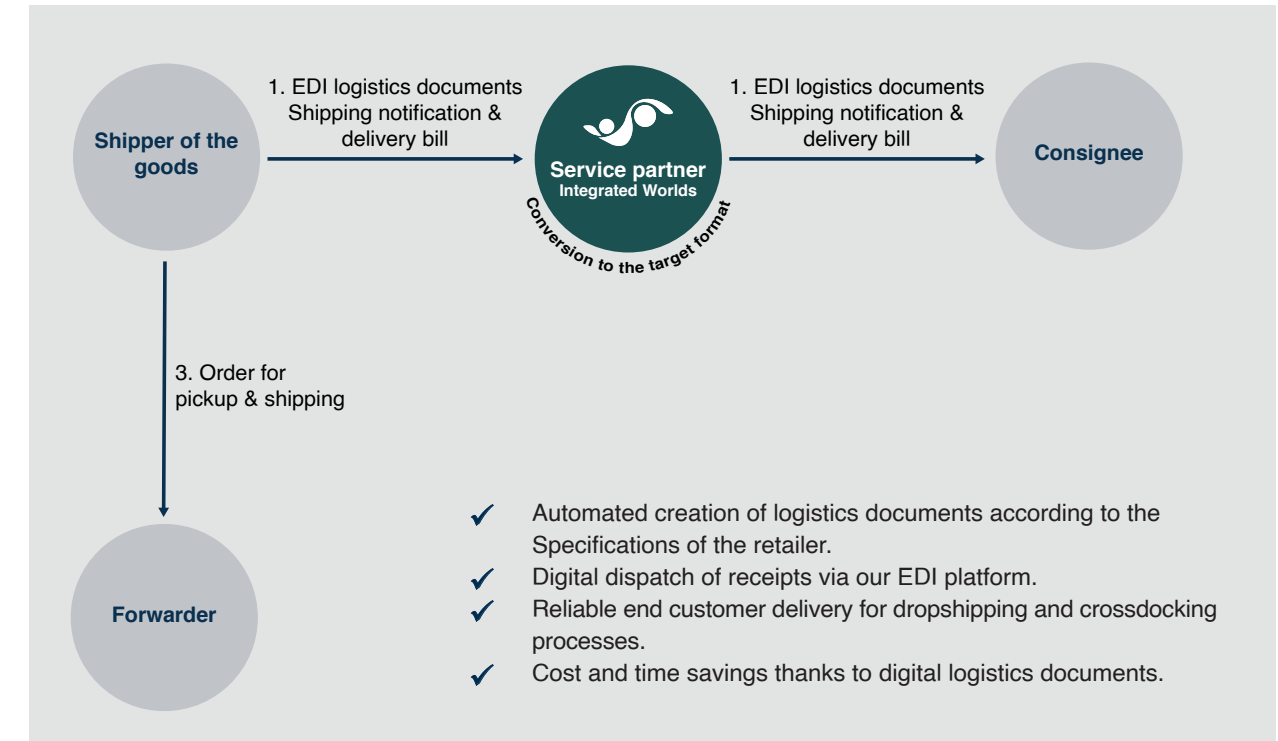 Shipper of the
goods
1. EDI logistics documents
Shipping notification &
delivery bill
Service partner
Integrated Worlds
Conversion to the target format
1. EDI logistics documents
Shipping notification &
delivery bill
Consignee
3. Order for
pickup & shipping
Forwarder
Automated creation of logistics documents according to the
Specifications of the retailer.
Digital dispatch of receipts via our EDI platform.
Reliable end customer delivery for dropshipping and crossdocking
processes.
Cost and time savings thanks to digital logistics documents.